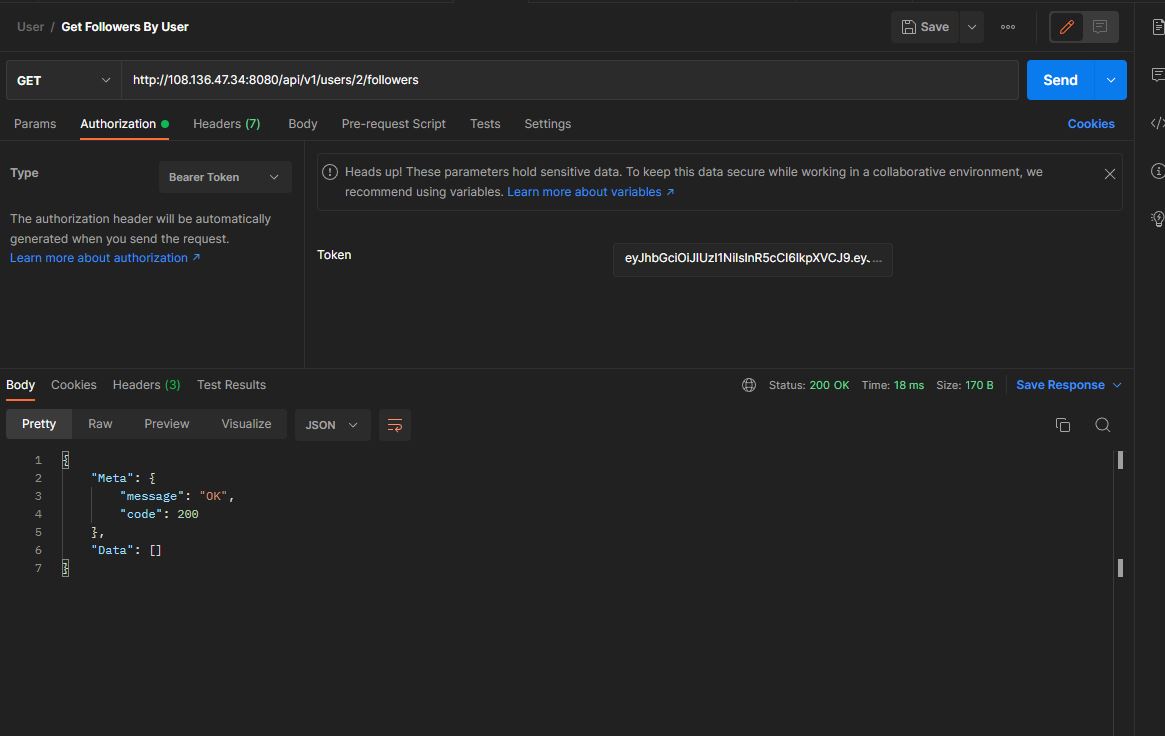 User / Get Followers By User
Save
GET http://108.136.47.34:8080/api/v1/users/2/followers Send
Params Authorization Headers (7) Body Pre-request Script Tests Settings Cookies
Type Bearer Token
The authorization header will be automatically
generated when you send the request.
Learn more about authorization ↗
Heads up! These parameters hold sensitive data. To keep this data secure while working in a collaborative environment, we
recommend using variables. Learn more about variables ↗
Token eyJhbGciOiJIUzI1NiIsInR5cCI6IkpXVCJ9.eyJ...
Body Cookies Headers (3) Test Results Status: 200 OK Time: 18 ms Size: 170 B Save Response
Pretty Raw Preview Visualize JSON
1 {
2 "Meta": {
3 "message": "OK",
4 "code": 200
5 },
6 "Data": []
7 }